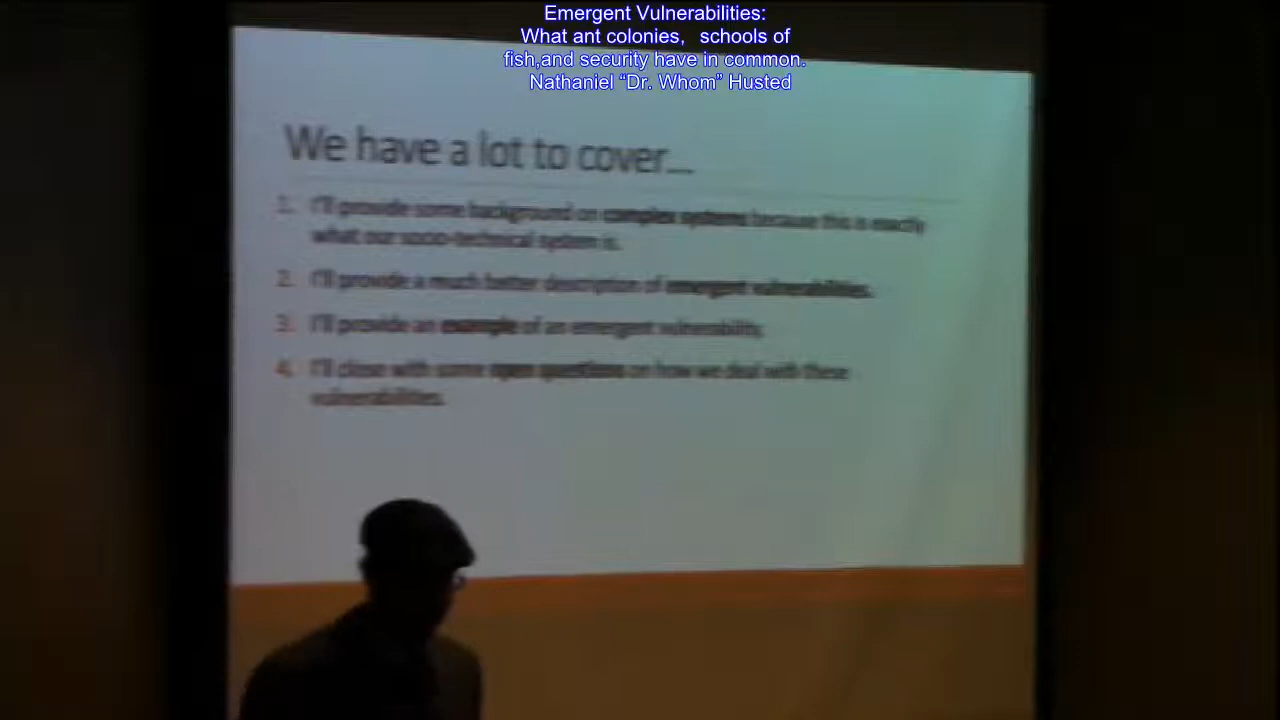 Emergent Vulnerabilities:
What ant colonies, schools of
fish,and security have in common.
Nathaniel “Dr. Whom” Husted
We have a lot to cover...
1. I'll provide some background on complex systems because this is exactly
what our socio-technical system is.
2. I'll provide a much better description of emergent vulnerabilities.
3. I'll provide an example of an emergent vulnerability.
4. I'll close with some open questions on how we deal with these
vulnerabilities.